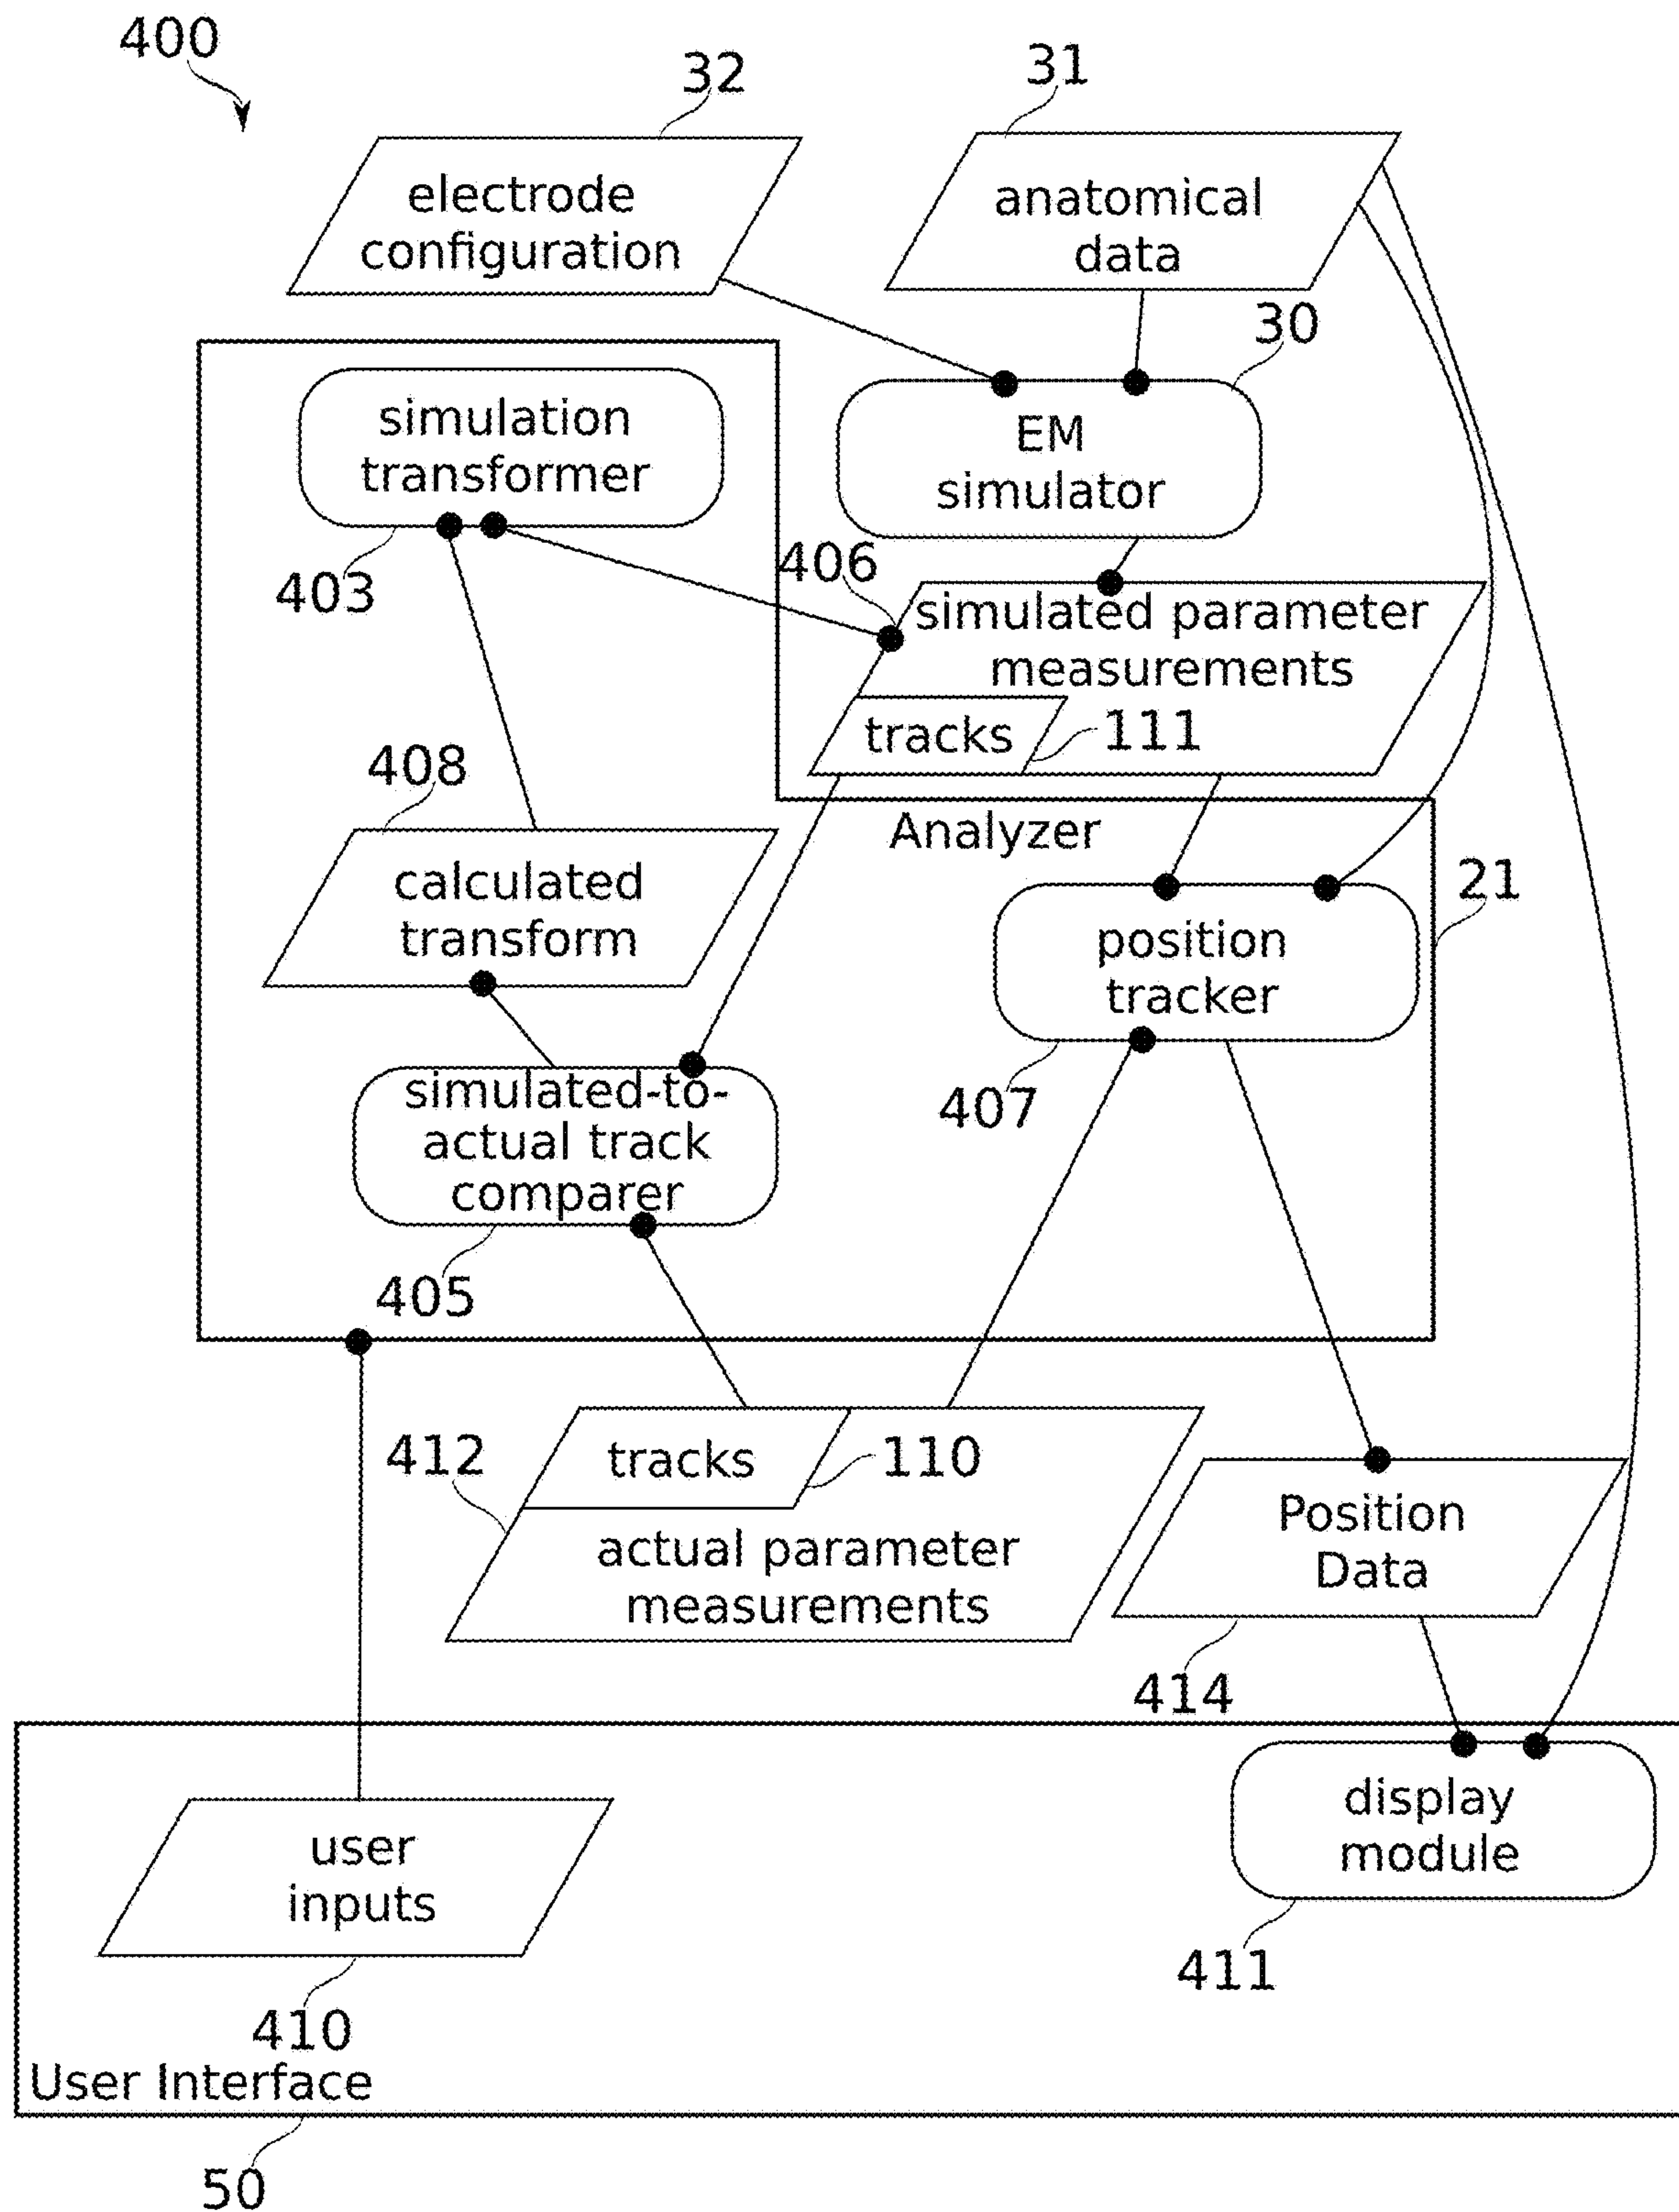 400
32
31
electrode
configuration
anatomical
data
30
simulation
transformer
EM
simulator
403
406
simulated parameter
measurements
tracks
111
408
Analyzer
calculated
transform
21
position
tracker
407
simulated-to-
actual track
comparer
405
412
tracks
110
actual parameter
measurements
Position
Data
414
user
inputs
display
module
411
410
User Interface
50